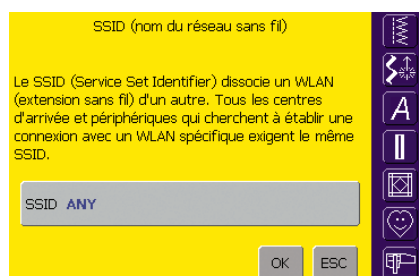 SSID (nom du réseau sans fil)
Le SSID (Service Set Identifier) dissocie un WLAN
(extension sans fil) d'un autre. Tous les centres
d'arrivée et périphériques qui cherchent à établir une
connexion avec un WLAN spécifique exigent le même
SSID.
SSID ANY
OK ESC
A